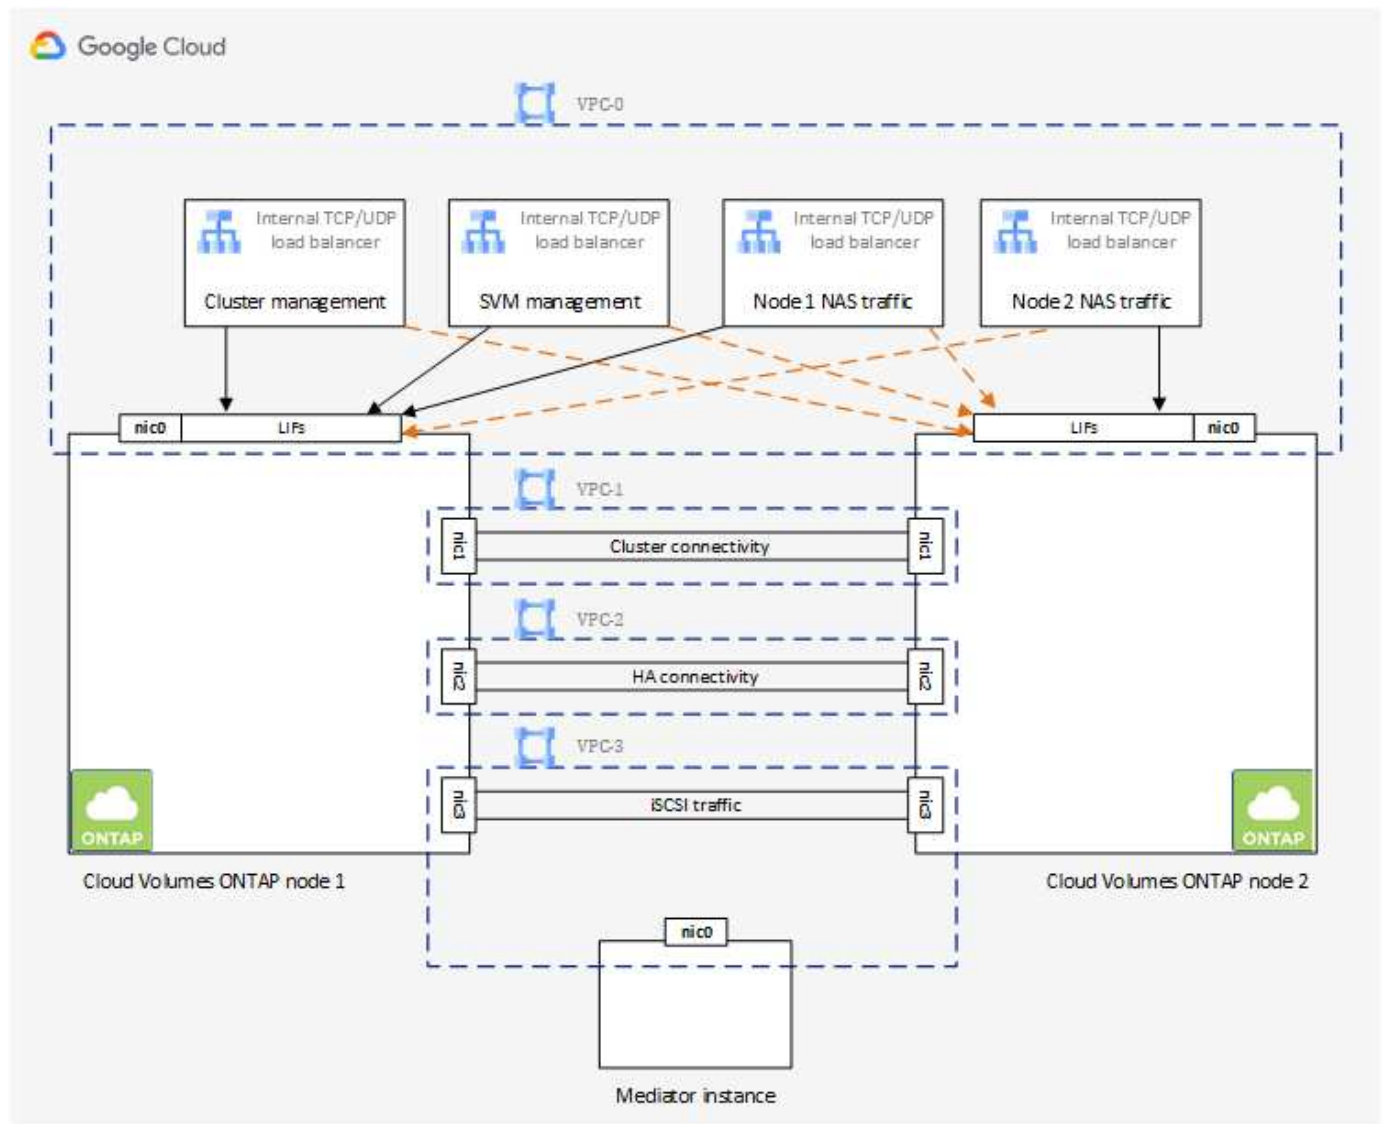 Google Cloud
VPC-0
Internal TCP/UDP
load balancer
Cluster management
Internal TCP/UDP
load balancer
SVM management
Internal TCP/UDP
load balancer
Node 1 NAS traffic
Internal TCP/UDP
load balancer
Node 2 NAS traffic
nic0
LIFs
LIFs
nic0
VPC-1
nic1
Cluster connectivity
nic1
VPC-2
nic2
HA connectivity
nic2
VPC-3
nic3
iSCSI traffic
nic3
ONTAP
ONTAP
Cloud Volumes ONTAP node 1
Cloud Volumes ONTAP node 2
nic0
Mediator instance